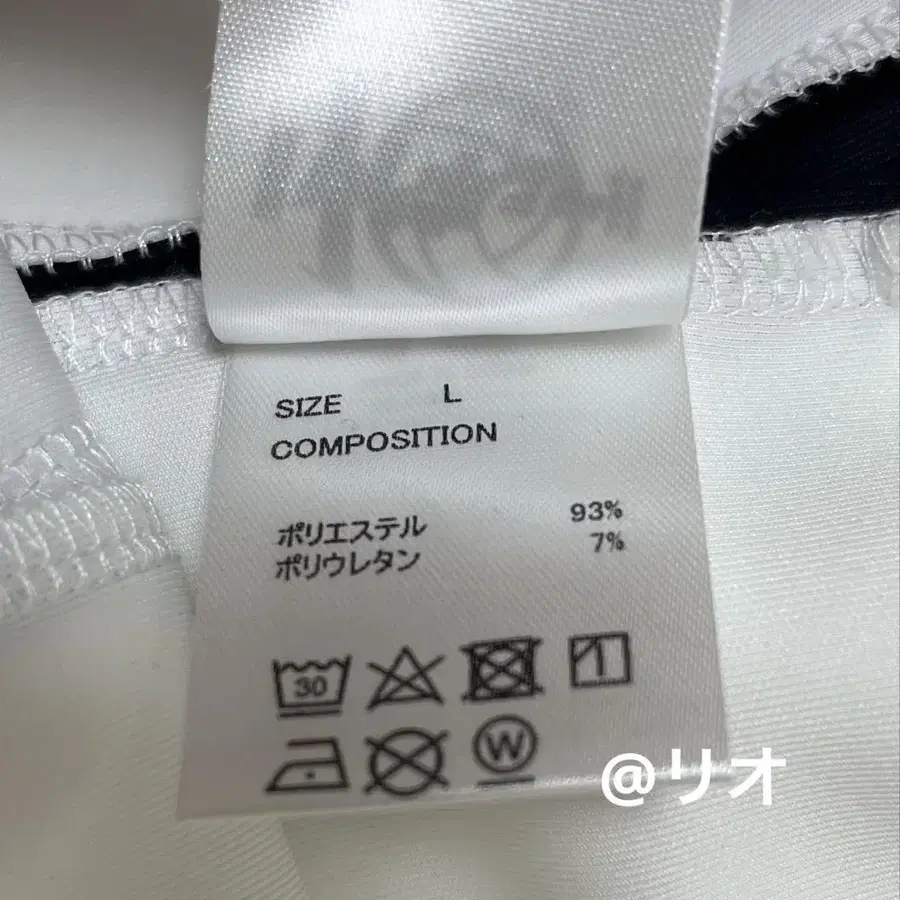 SIZE L
COMPOSITION
ポリエステル 93%
ポリウレタン 7%
30
W
@リオ